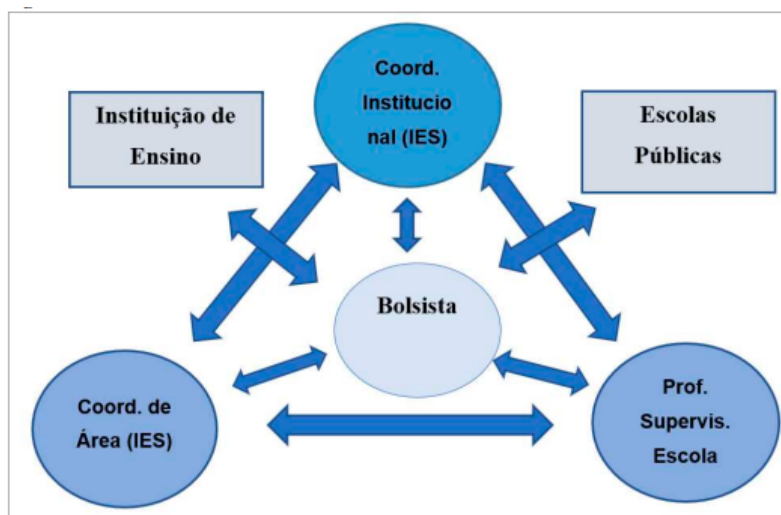 Coord.
Institucio
nal (IES)
Instituição de
Ensino
Escolas
Públicas
Bolsista
Coord. de
Área (IES)
Prof.
Supervis.
Escola